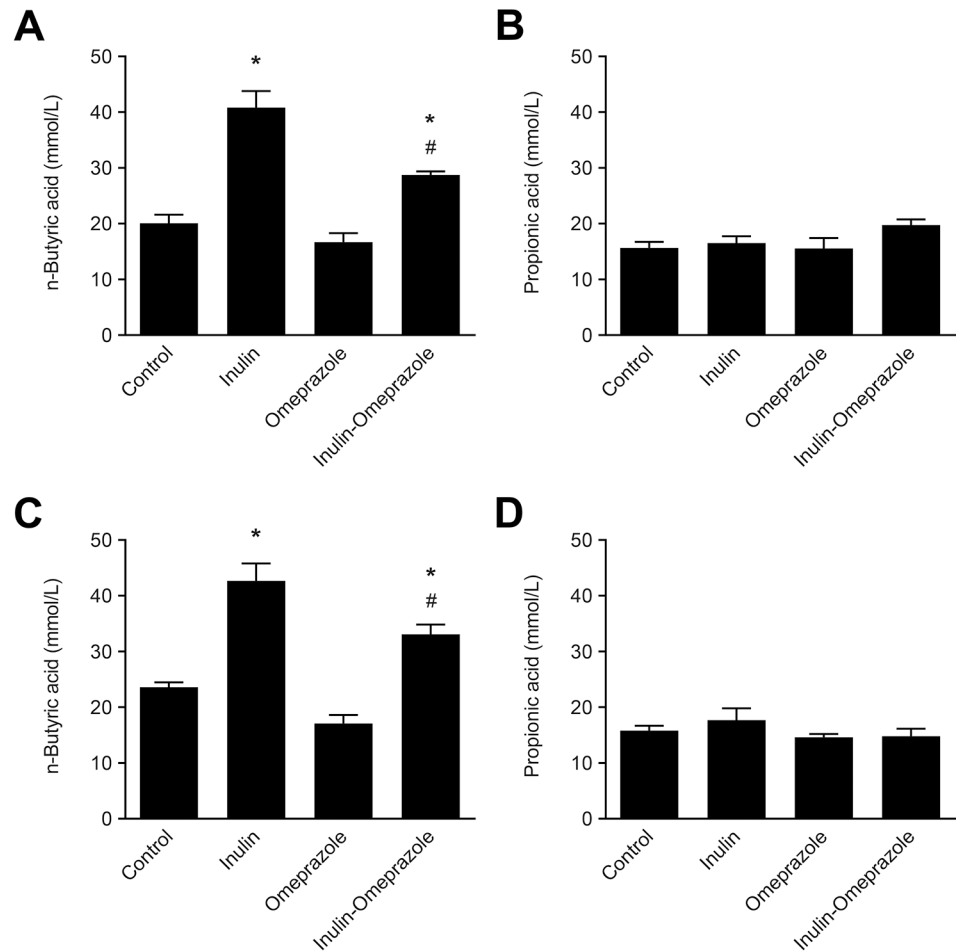 A
n-Butyric acid (mmol/L)
50
40
30
20
10
0
*
*
#
Control
Inulin
Omeprazole
Inulin-Omeprazole
B
Propionic acid (mmol/L)
50
40
30
20
10
0
Control
Inulin
Omeprazole
Inulin-Omeprazole
C
n-Butyric acid (mmol/L)
50
40
30
20
10
0
*
*
#
Control
Inulin
Omeprazole
Inulin-Omeprazole
D
Propionic acid (mmol/L)
50
40
30
20
10
0
Control
Inulin
Omeprazole
Inulin-Omeprazole